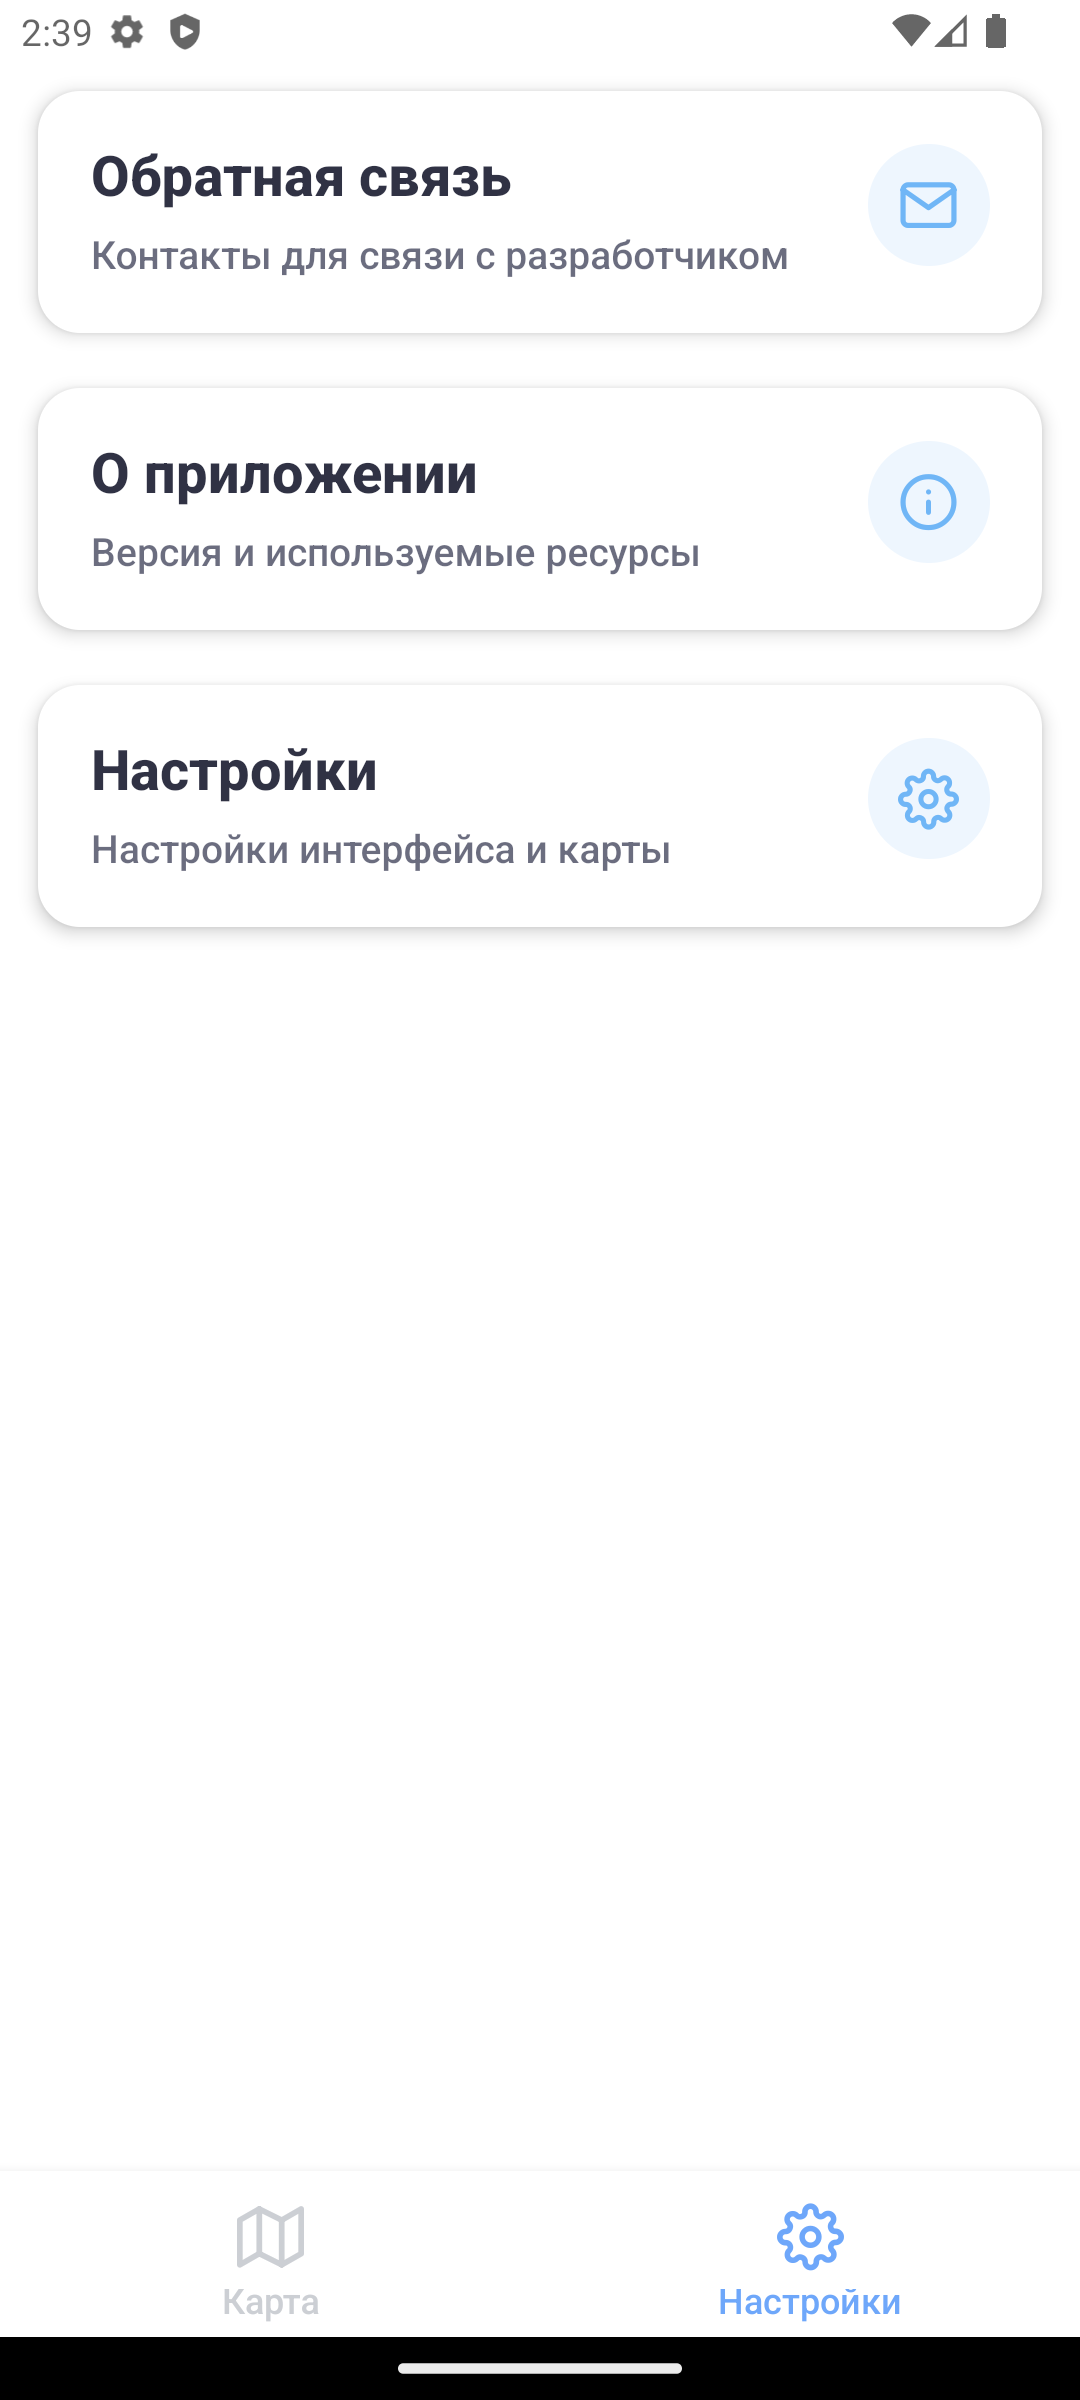 2:39
Обратная связь
Контакты для связи с разработчиком
О приложении
Версия и используемые ресурсы
Настройки
Настройки интерфейса и карты
Карта
Настройки